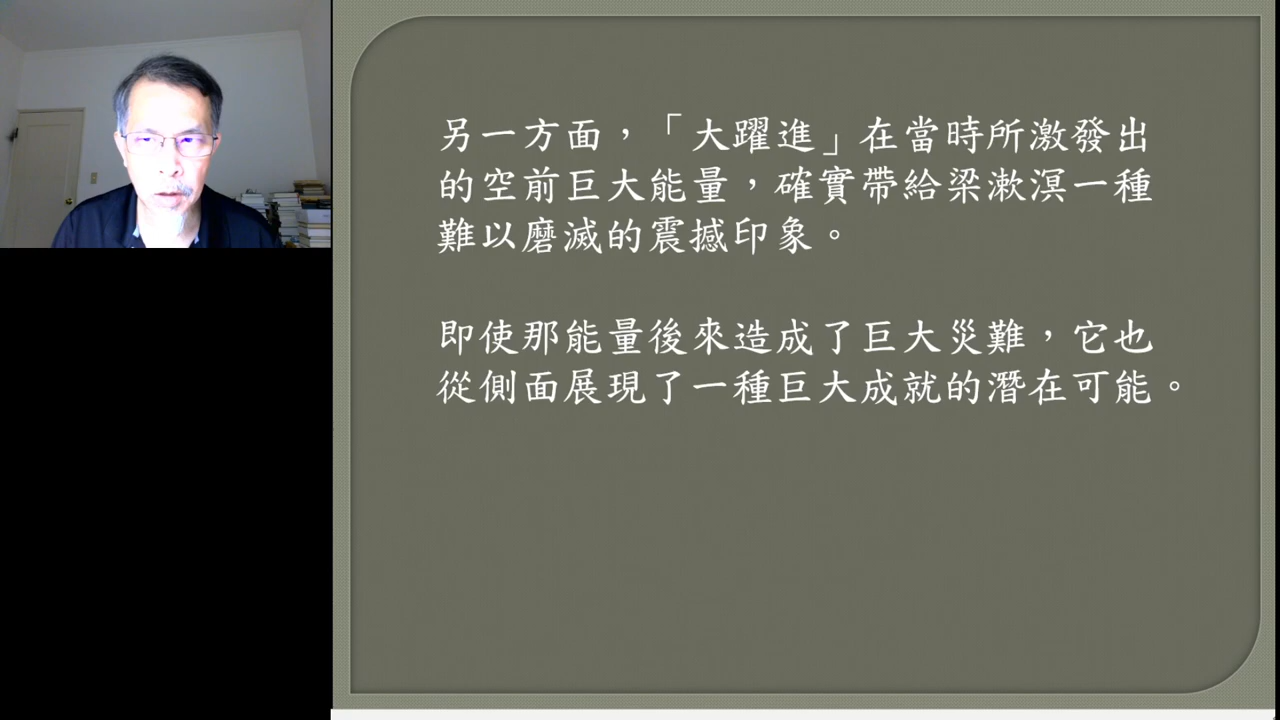 另一方面，「大躍進」在當時所激發出
的空前巨大能量，確實帶給梁漱溟一種
難以磨滅的震撼印象。
即使那能量後來造成了巨大災難，它也
從側面展現了一種巨大成就的潛在可能。